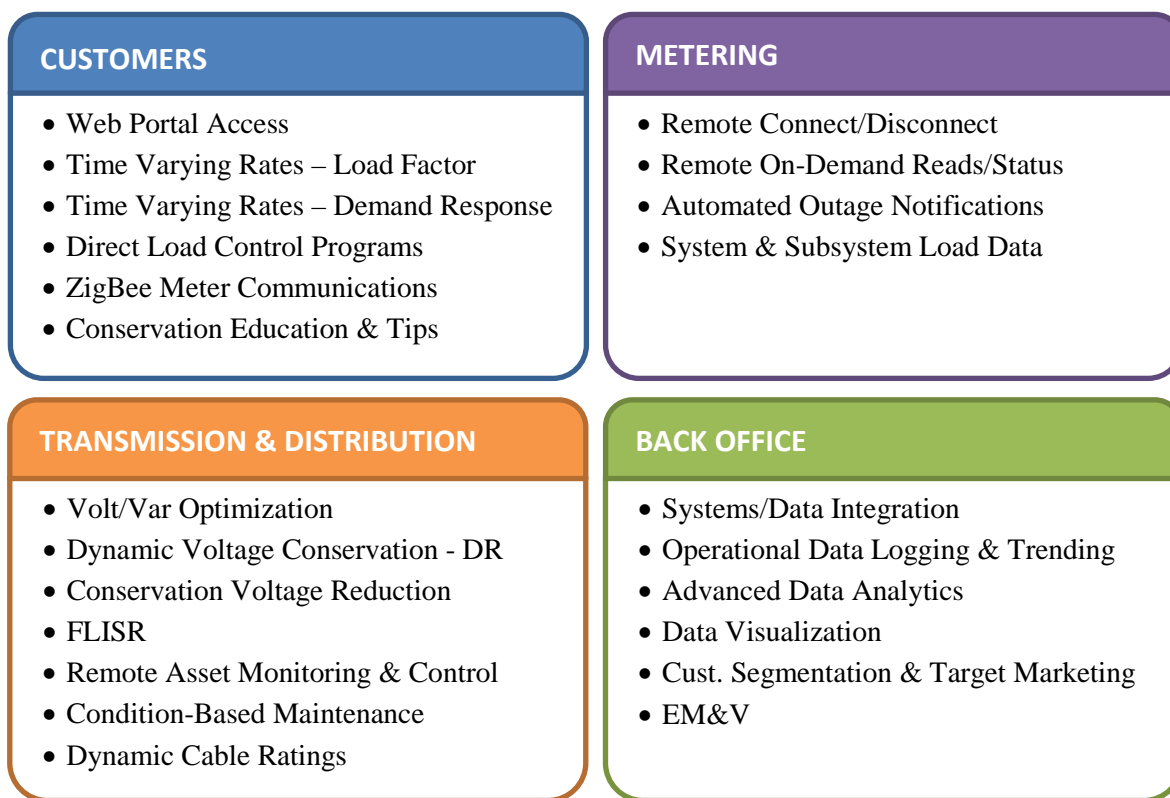 CUSTOMERS
• Web Portal Access
• Time Varying Rates – Load Factor
• Time Varying Rates – Demand Response
• Direct Load Control Programs
• ZigBee Meter Communications
• Conservation Education & Tips
METERING
• Remote Connect/Disconnect
• Remote On-Demand Reads/Status
• Automated Outage Notifications
• System & Subsystem Load Data
TRANSMISSION & DISTRIBUTION
• Volt/Var Optimization
• Dynamic Voltage Conservation - DR
• Conservation Voltage Reduction
• FLISR
• Remote Asset Monitoring & Control
• Condition-Based Maintenance
• Dynamic Cable Ratings
BACK OFFICE
• Systems/Data Integration
• Operational Data Logging & Trending
• Advanced Data Analytics
• Data Visualization
• Cust. Segmentation & Target Marketing
• EM&V